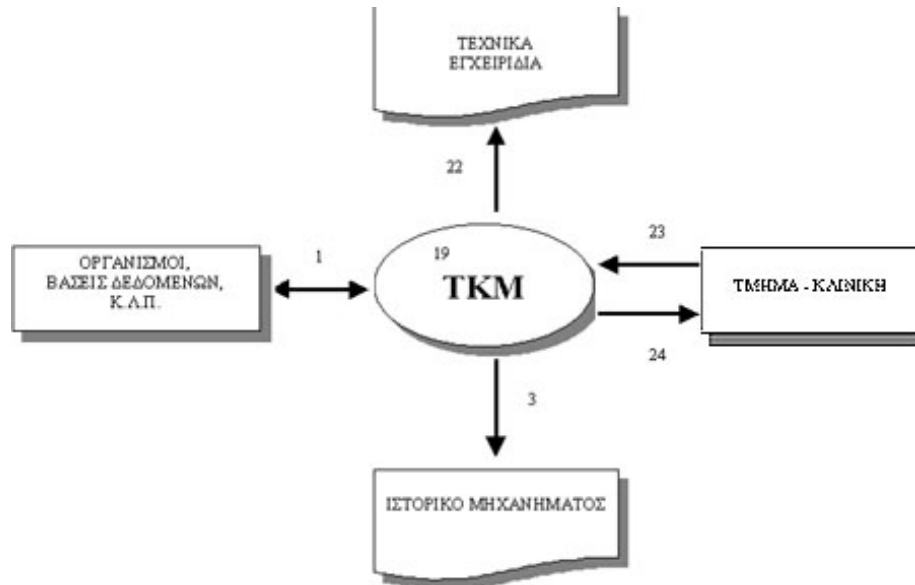 ΤΕΧΝΙΚΑ
ΕΓΧΕΙΡΙΔΙΑ
22
19
ΤΚΜ
23
1
ΟΡΓΑΝΙΣΜΟΙ,
ΒΑΣΕΙΣ ΔΕΔΟΜΕΝΩΝ,
Κ.Λ.Π.
ΤΜΗΜΑ - ΚΛΙΝΙΚΗ
24
3
ΙΣΤΟΡΙΚΟ ΜΗΧΑΝΗΜΑΤΟΣ